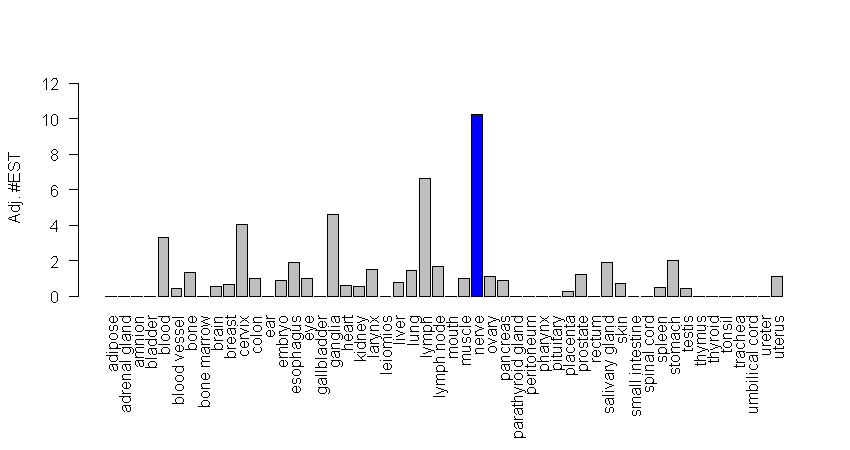 12
10
8
6
4
2
0
Adj. #EST
adipose
adrenal gland
amnion
bladder
blood
blood vessel
bone
bone marrow
brain
breast
cervix
colon
ear
embryo
esophagus
eye
gallbladder
ganglia
heart
kidney
larynx
leiomios
liver
lung
lymph
lymph node
mouth
muscle
nerve
ovary
pancreas
parathyroid gland
peritoneum
pharynx
pituitary
placenta
prostate
rectum
salivary gland
skin
small intestine
spinal cord
spleen
stomach
testis
thymus
thyroid
tonsil
trachea
umbilical cord
ureter
uterus